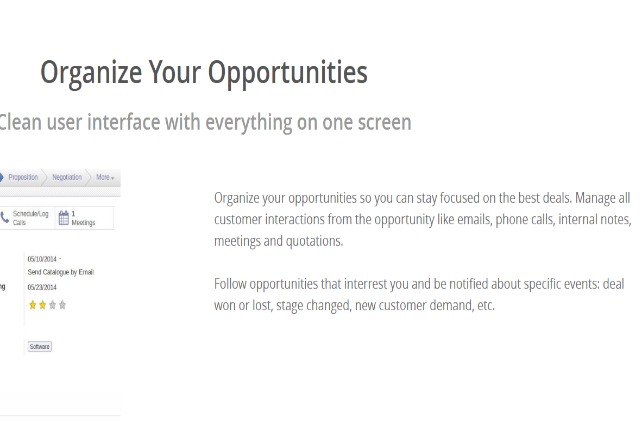 Organize Your Opportunities
Clean user interface with everything on one screen
Proposition Negotiation More
Schedule/Log
Calls
1
Meetings
05/10/2014 -
Send Catalogue by Email
05/23/2014
Software
Organize your opportunities so you can stay focused on the best deals. Manage all
customer interactions from the opportunity like emails, phone calls, internal notes,
meetings and quotations.
Follow opportunities that interrest you and be notified about specific events: deal
won or lost, stage changed, new customer demand, etc.